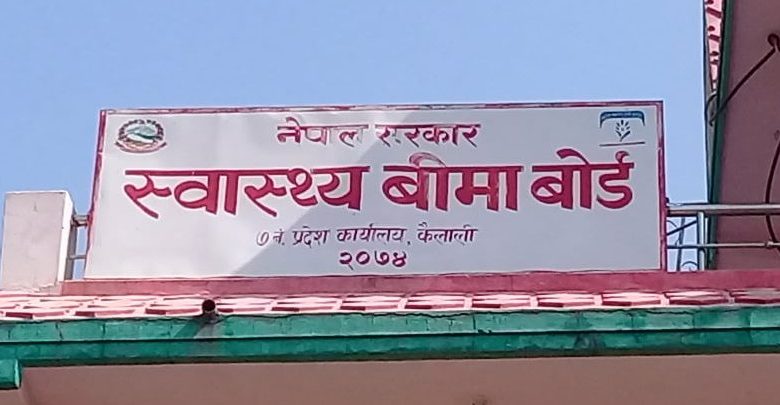 नेपाल सरकार
स्वास्थ्य बीमा बोर्ड
७ नं. प्रदेश कार्यालय, कैलाली
२०७४